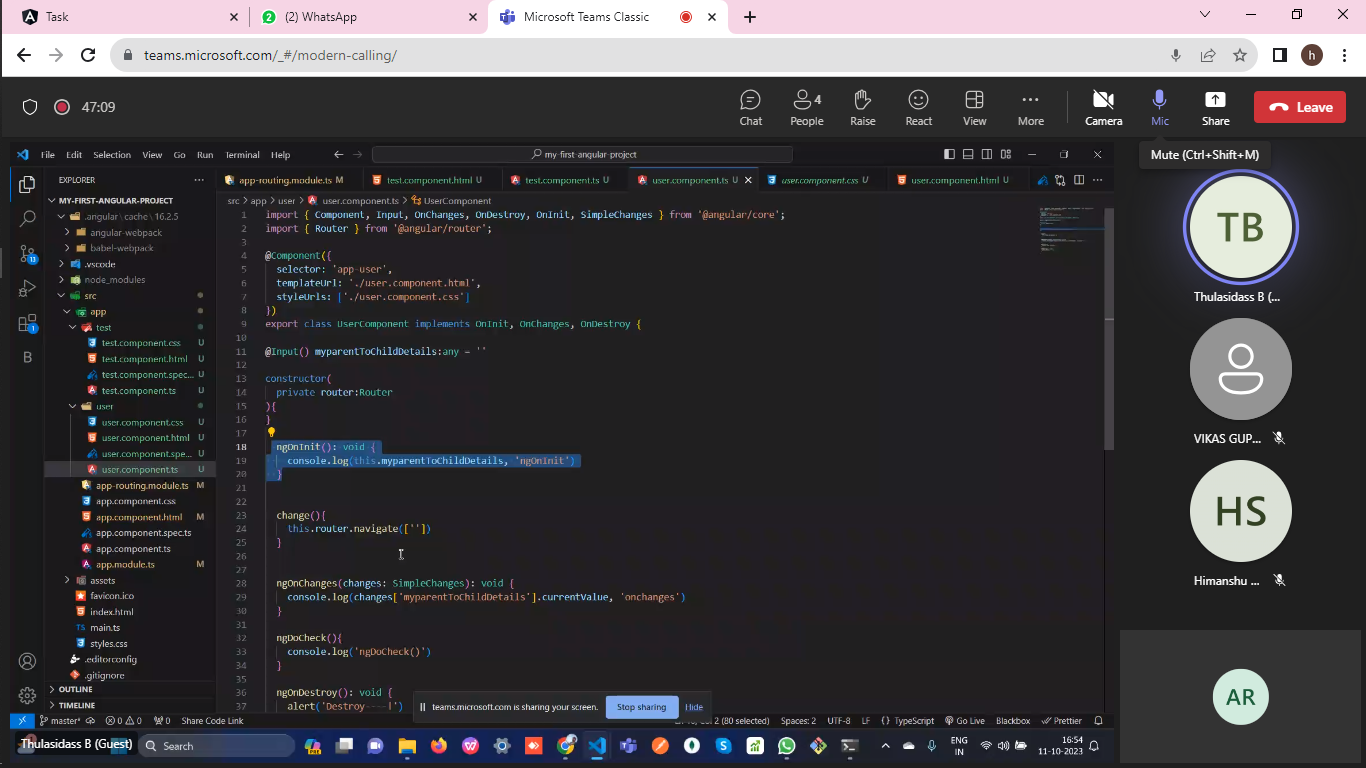 Task
(2) WhatsApp
Microsoft Teams Classic
teams.microsoft.com/_#/modern-calling/
h
47:09
Chat
4
People
Raise
React
View
More
Camera
Mic
Share
Leave
Mute (Ctrl+Shift+M)
File Edit Selection View Go Run Terminal Help
my-first-angular-project
EXPLORER
app-routing.module.ts M
test.component.html U
test.component.ts U
user.component.ts U
user.component.css U
user.component.html U
src > app > user > user.component.ts > UserComponent
MY-FIRST-ANGULAR-PROJECT
.angular \ cache \ 16.2.5
angular-webpack
babel-webpack
.vscode
node_modules
src
app
test
test.component.css U
test.component.html U
test.component.spec... U
test.component.ts U
user
user.component.css U
user.component.html U
user.component.spe... U
user.component.ts U
app-routing.module.ts M
app.component.css
app.component.html M
app.component.spec.ts
app.component.ts
app.module.ts M
assets
favicon.ico
index.html
TS main.ts
styles.css
.editorconfig
.gitignore
OUTLINE
TIMELINE
13
1
B
1 import { Component, Input, OnChanges, OnDestroy, OnInit, SimpleChanges } from '@angular/core';
2 import { Router } from '@angular/router';
3
4 @Component({
5 selector: 'app-user',
6 templateUrl: './user.component.html',
7 styleUrls: ['./user.component.css']
8 })
9 export class UserComponent implements OnInit, OnChanges, OnDestroy {
10
11 @Input() myparentToChildDetails:any = ''
12
13 constructor(
14 private router:Router
15 ){
16 }
17
18 ngOnInit(): void {
19 console.log(this.myparentToChildDetails, 'ngOnInit')
20 }
21
22
23 change(){
24 this.router.navigate([''])
25 }
26
27
28 ngOnChanges(changes: SimpleChanges): void {
29 console.log(changes['myparentToChildDetails'].currentValue, 'onchanges')
30 }
31
32 ngDoCheck(){
33 console.log('ngDoCheck()')
34 }
35
36 ngOnDestroy(): void {
37 alert('Destroy----!')
teams.microsoft.com is sharing your screen.
Stop sharing
Hide
master*
0 0
0
Share Code Link
2 (80 selected)
Spaces: 2
UTF-8
LF
{} TypeScript
Go Live
Blackbox
Prettier
Thulasidass B (Guest)
Search
ENG
IN
16:54
11-10-2023
TB
Thulasidass B (...
VIKAS GUP...
HS
Himanshu ...
AR